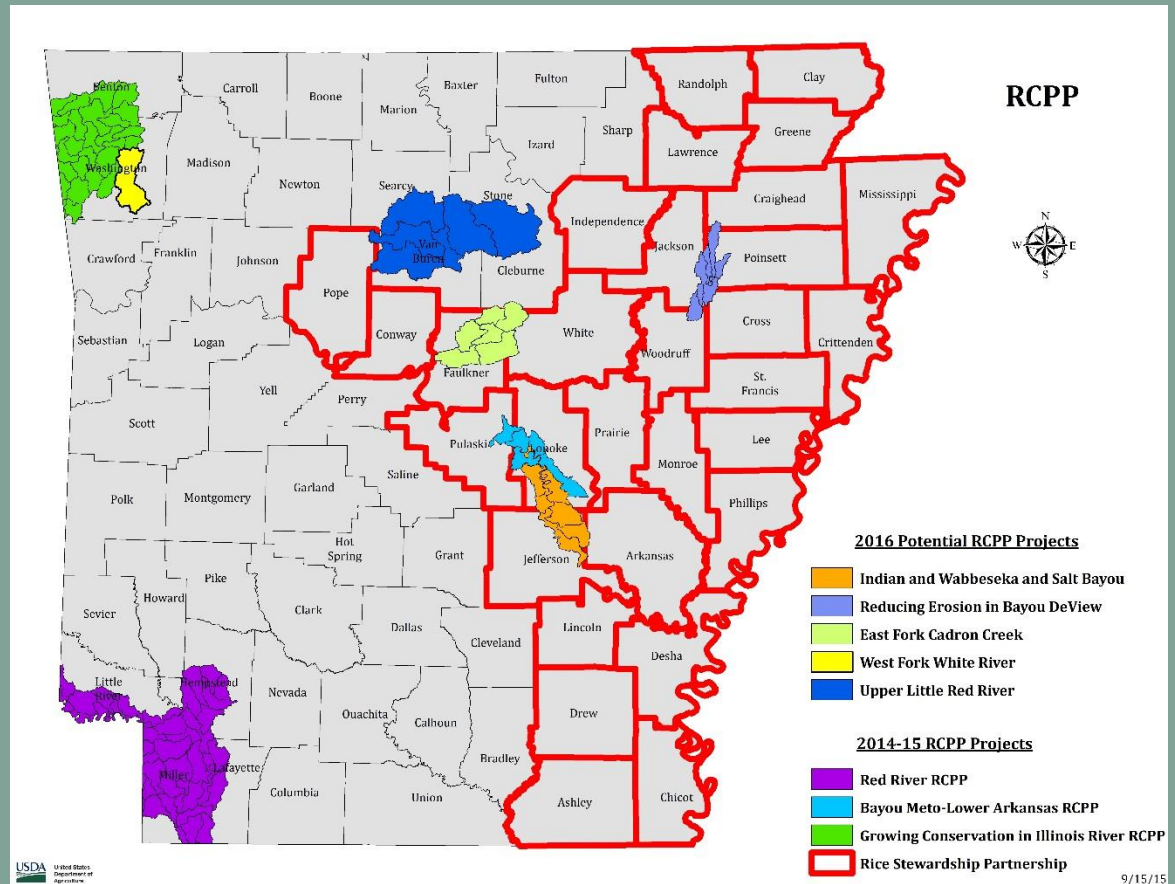 RCPP
Fulton
Clay
Randolph
Baxter
Carroll
Benton
Boone
Marion
Greene
Sharp
Izard
Lawrence
Madison
Washington
Newton
Searcy
Stone
Craighead
Mississippi
Independence
N
W E
S
Jackson
Van
Buren
Crawford
Franklin
Johnson
Cleburne
Poinsett
Pope
Cross
Conway
White
Sebastian
Logan
Crittenden
Woodruff
Faulkner
St.
Francis
Yell
Perry
Scott
Prairie
Lee
Pulaski
Lonoke
Monroe
Saline
Garland
Polk
Montgomery
Phillips
Hot
Spring
Grant
Jefferson
Arkansas
Pike
Howard
Sevier
Clark
Dallas
Lincoln
Cleveland
Desha
Little
River
Hempstead
Nevada
Ouachita
Calhoun
Drew
Bradley
Miller
Lafayette
Columbia
Union
Ashley
Chicot
2016 Potential RCPP Projects
Indian and Wabbeseka and Salt Bayou
Reducing Erosion in Bayou DeView
East Fork Cadron Creek
West Fork White River
Upper Little Red River
2014-15 RCPP Projects
Red River RCPP
Bayou Meto-Lower Arkansas RCPP
Growing Conservation in Illinois River RCPP
Rice Stewardship Partnership
USDA
United States
Department of
Agriculture
9/15/15